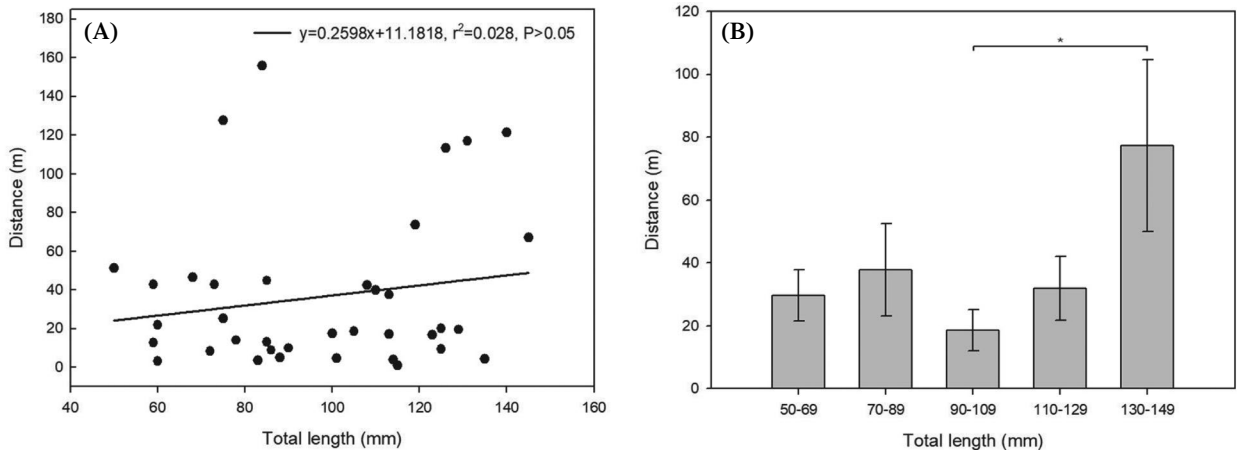 (A)
y=0.2598x+11.1818, r²=0.028, P>0.05
Distance (m)
180
160
140
120
100
80
60
40
20
0
40 60 80 100 120 140 160
Total length (mm)
(B)
*
Distance (m)
120
100
80
60
40
20
0
50-69 70-89 90-109 110-129 130-149
Total length (mm)